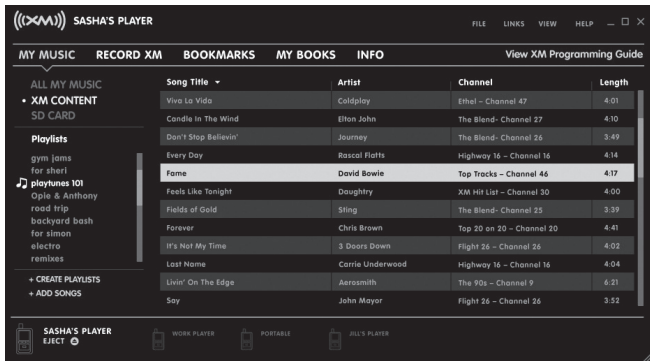 ((XM)) SASHA'S PLAYER
FILE LINKS VIEW HELP
MY MUSIC RECORD XM BOOKMARKS MY BOOKS INFO View XM Programming Guide
ALL MY MUSIC
• XM CONTENT
SD CARD
Playlists
gym jams
for sheri
playtunes 101
Opie & Anthony
road trip
backyard bash
for simon
electro
remixes
+ CREATE PLAYLISTS
+ ADD SONGS
Song Title Artist Channel Length
Viva La Vida Coldplay Ethel – Channel 47 4:01
Candle In The Wind Elton John The Blend- Channel 27 4:10
Don't Stop Believin' Journey The Blend- Channel 26 3:49
Every Day Rascal Flatts Highway 16 – Channel 16 4:14
Fame David Bowie Top Tracks – Channel 46 4:17
Feels Like Tonight Daughtry XM Hit List – Channel 30 4:00
Fields of Gold Sting The Blend- Channel 25 3:39
Forever Chris Brown Top 20 on 20 – Channel 20 4:41
It's Not My Time 3 Doors Down Flight 26 – Channel 26 4:02
Last Name Carrie Underwood Highway 16 – Channel 16 4:04
Livin' On The Edge Aerosmith The 90s – Channel 9 6:21
Say John Mayor Flight 26 – Channel 26 3:52
SASHA'S PLAYER
EJECT
WORK PLAYER
PORTABLE
JILL'S PLAYER